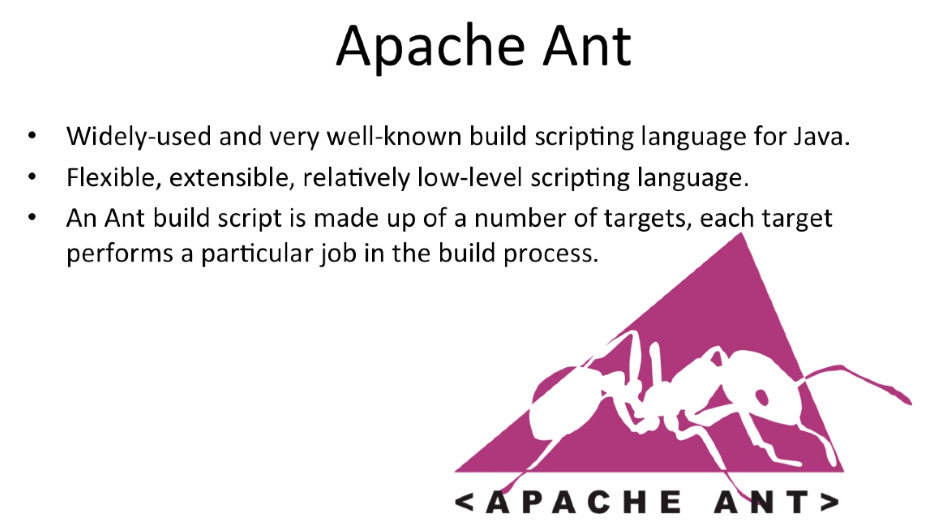 Apache Ant
• Widely-used and very well-known build scripting language for Java.
• Flexible, extensible, relatively low-level scripting language.
• An Ant build script is made up of a number of targets, each target
performs a particular job in the build process.
<APACHE ANT>